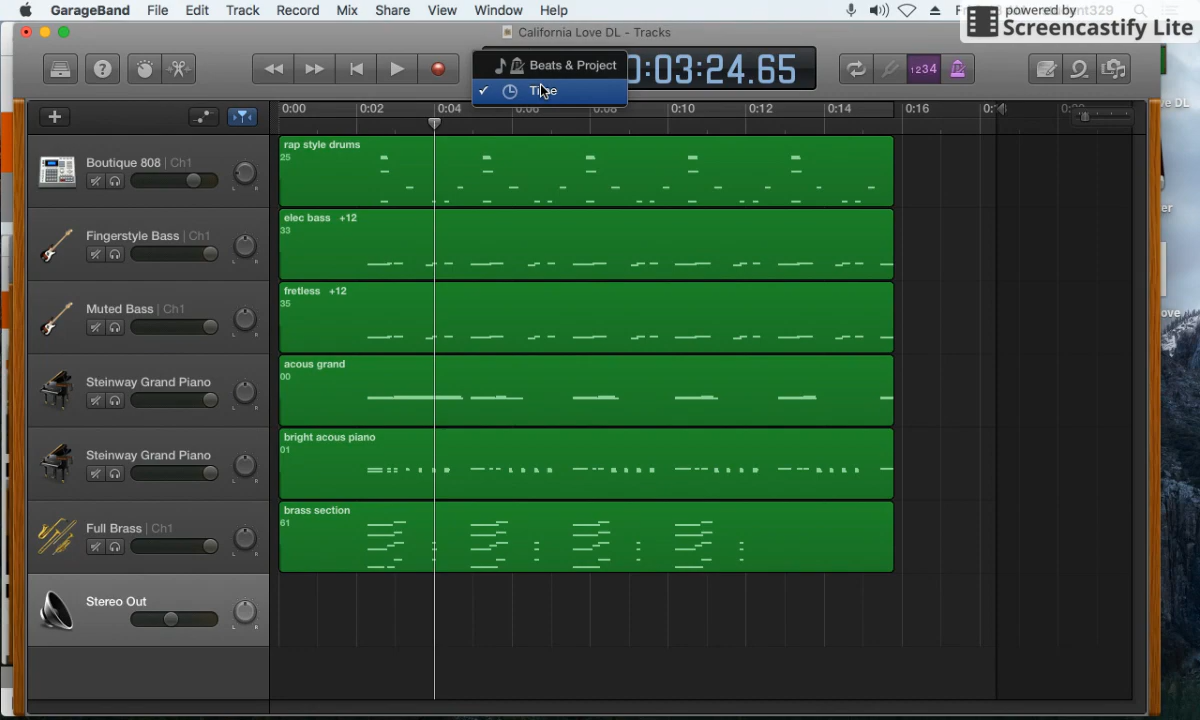 GarageBand File Edit Track Record Mix Share View Window Help
powered by
Screencastify Lite
California Love DL - Tracks
Beats & Project
✓ Time
0:03:24.65
1234
0:00 0:02 0:04 0:06 0:08 0:10 0:12 0:14 0:16
Boutique 808 | Ch1
L R
rap style drums
25
Fingerstyle Bass | Ch1
L R
elec bass +12
33
Muted Bass | Ch1
L R
fretless +12
35
Steinway Grand Piano
L R
acous grand
00
Steinway Grand Piano
L R
bright acous piano
01
Full Brass | Ch1
L R
brass section
61
Stereo Out
L R